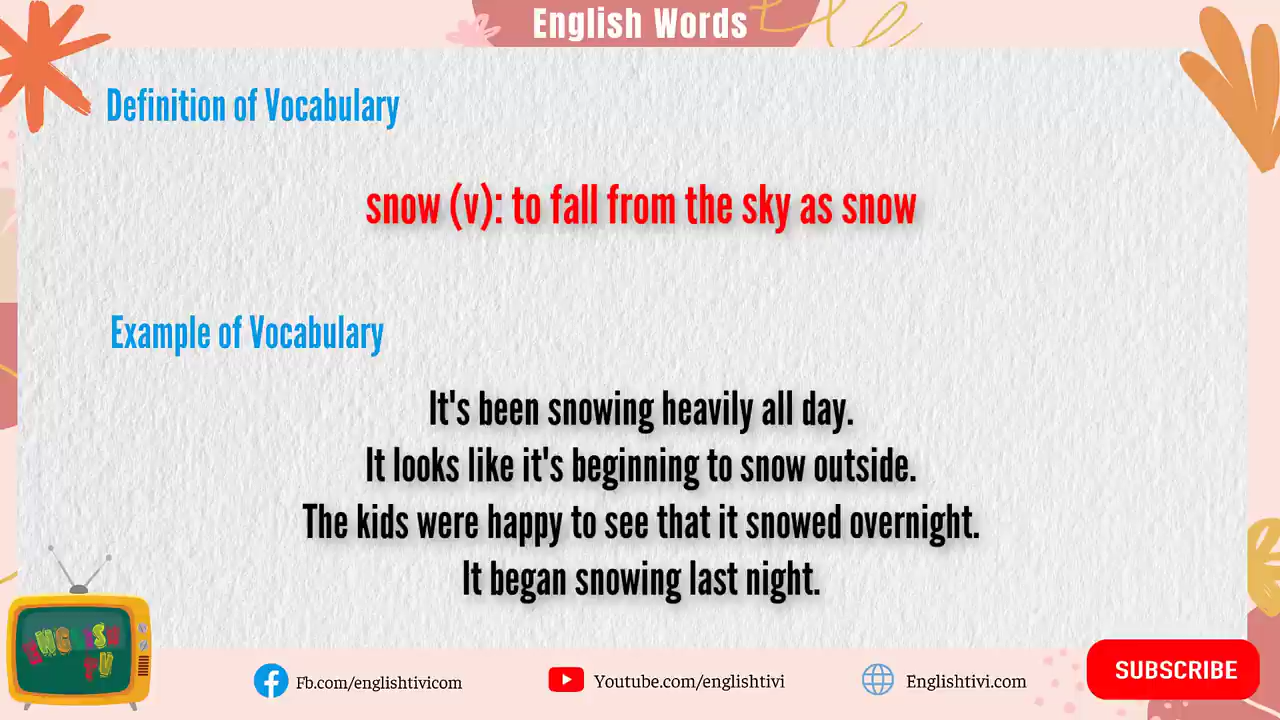 English Words
Definition of Vocabulary
snow (v): to fall from the sky as snow
Example of Vocabulary
It's been snowing heavily all day.
It looks like it's beginning to snow outside.
The kids were happy to see that it snowed overnight.
It began snowing last night.
ENGLISH
TV
Fb.com/englishtivicom
Youtube.com/englishtivi
Englishtivi.com
SUBSCRIBE